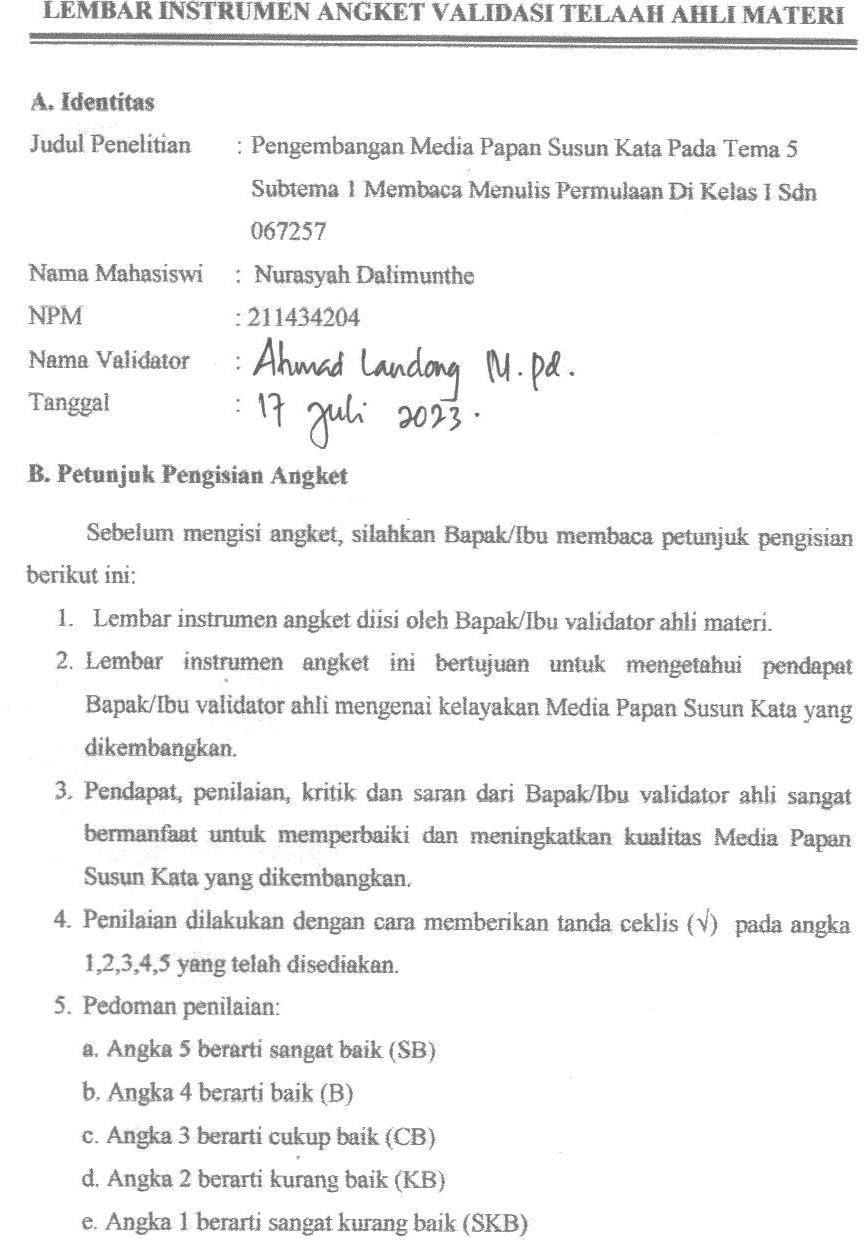 LEMBAR INSTRUMEN ANGKET VALIDASI TELAAH AHLI MATERI
A. Identitas
Judul Penelitian : Pengembangan Media Papan Susun Kata Pada Tema 5
Subtema 1 Membaca Menulis Permulaan Di Kelas I Sdn
067257
Nama Mahasiswi : Nurasyah Dalimunthe
NPM : 211434204
Nama Validator : Ahmad Landong M.pd.
Tanggal : 17 Juli 2023.
B. Petunjuk Pengisian Angket
Sebelum mengisi angket, silahkan Bapak/Ibu membaca petunjuk pengisian
berikut ini:
1. Lembar instrumen angket diisi oleh Bapak/Ibu validator ahli materi.
2. Lembar instrumen angket ini bertujuan untuk mengetahui pendapat
Bapak/Ibu validator ahli mengenai kelayakan Media Papan Susun Kata yang
dikembangkan.
3. Pendapat, penilaian, kritik dan saran dari Bapak/Ibu validator ahli sangat
bermanfaat untuk memperbaiki dan meningkatkan kualitas Media Papan
Susun Kata yang dikembangkan.
4. Penilaian dilakukan dengan cara memberikan tanda ceklis (√) pada angka
1,2,3,4,5 yang telah disediakan.
5. Pedoman penilaian:
a. Angka 5 berarti sangat baik (SB)
b. Angka 4 berarti baik (B)
c. Angka 3 berarti cukup baik (CB)
d. Angka 2 berarti kurang baik (KB)
e. Angka 1 berarti sangat kurang baik (SKB)